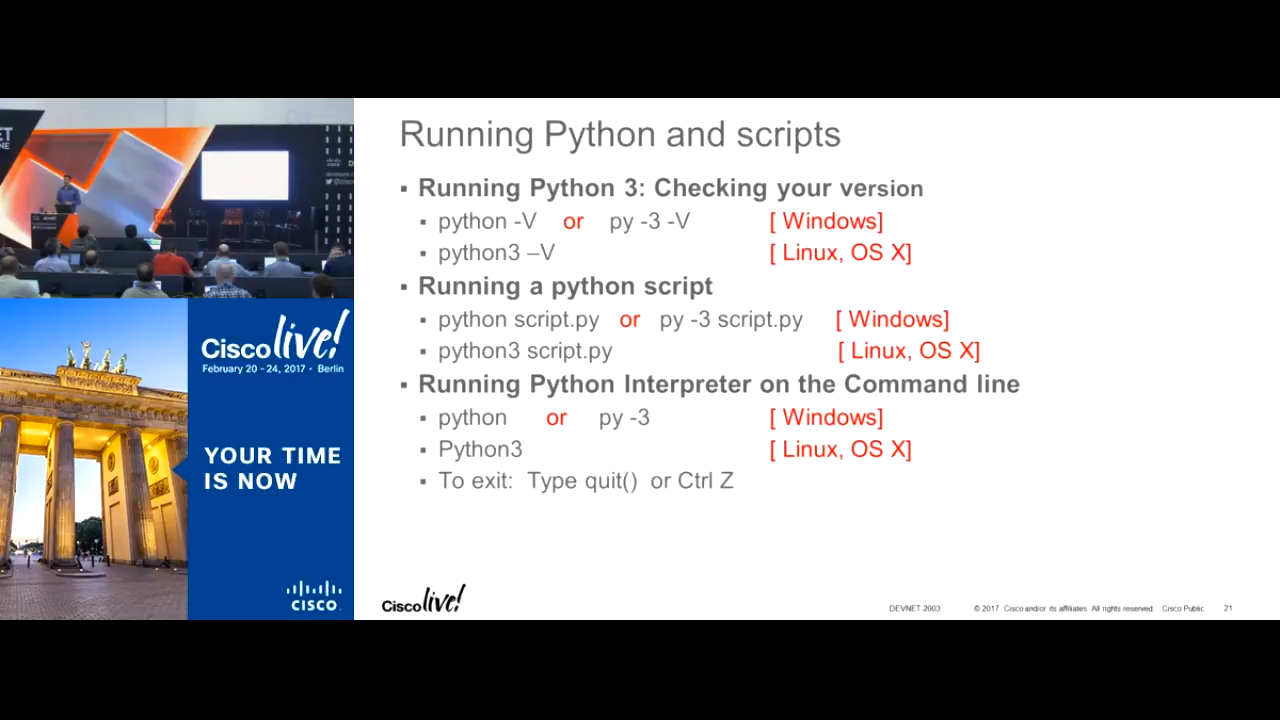 Running Python and scripts
▪ Running Python 3: Checking your version
▪ python -V or py -3 -V [ Windows]
▪ python3 –V [ Linux, OS X]
▪ Running a python script
▪ python script.py or py -3 script.py [ Windows]
▪ python3 script.py [ Linux, OS X]
▪ Running Python Interpreter on the Command line
▪ python or py -3 [ Windows]
▪ Python3 [ Linux, OS X]
▪ To exit: Type quit() or Ctrl Z
Cisco live!
February 20 - 24, 2017 • Berlin
YOUR TIME
IS NOW
CISCO
Cisco live!
DEVNET-2003 © 2017 Cisco and/or its affiliates. All rights reserved. Cisco Public 21